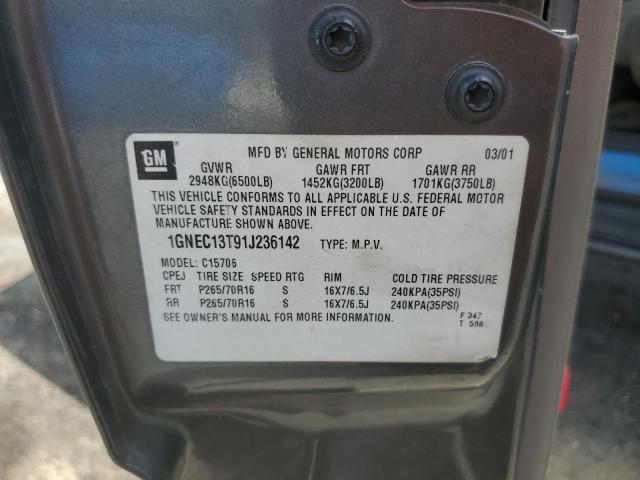 GM MFD BY GENERAL MOTORS CORP 03/01
GVWR GAWR FRT GAWR RR
2948KG(6500LB) 1452KG(3200LB) 1701KG(3750LB)
THIS VEHICLE CONFORMS TO ALL APPLICABLE U.S. FEDERAL MOTOR
VEHICLE SAFETY STANDARDS IN EFFECT ON THE DATE OF
MANUFACTURE SHOWN ABOVE.
1GNEC13T91J236142 TYPE: M.P.V.
MODEL: C15706
CPEJ TIRE SIZE SPEED RTG RIM COLD TIRE PRESSURE
FRT P265/70R16 S 16X7/6.5J 240KPA(35PSI)
RR P265/70R16 S 16X7/6.5J 240KPA(35PSI)
SEE OWNER'S MANUAL FOR MORE INFORMATION.
F 347
T 598